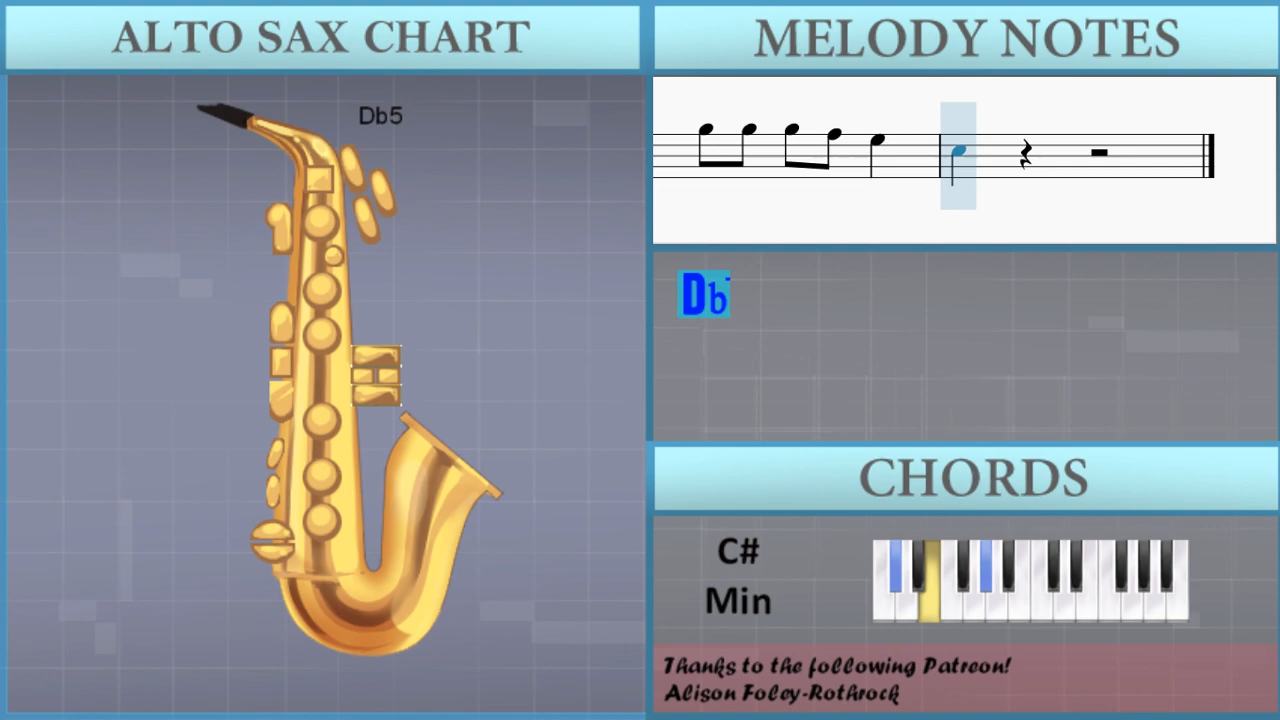 ALTO SAX CHART
Db5
MELODY NOTES
Db
CHORDS
C#
Min
Thanks to the following Patreon!
Alison Foley-Rothrock